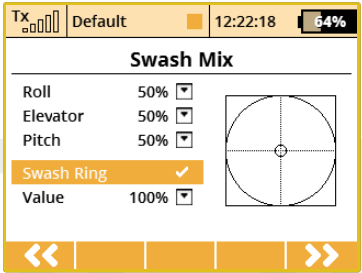 Tx Default 12:22:18 64%
Swash Mix
Roll 50%
Elevator 50%
Pitch 50%
Swash Ring
Value 100%